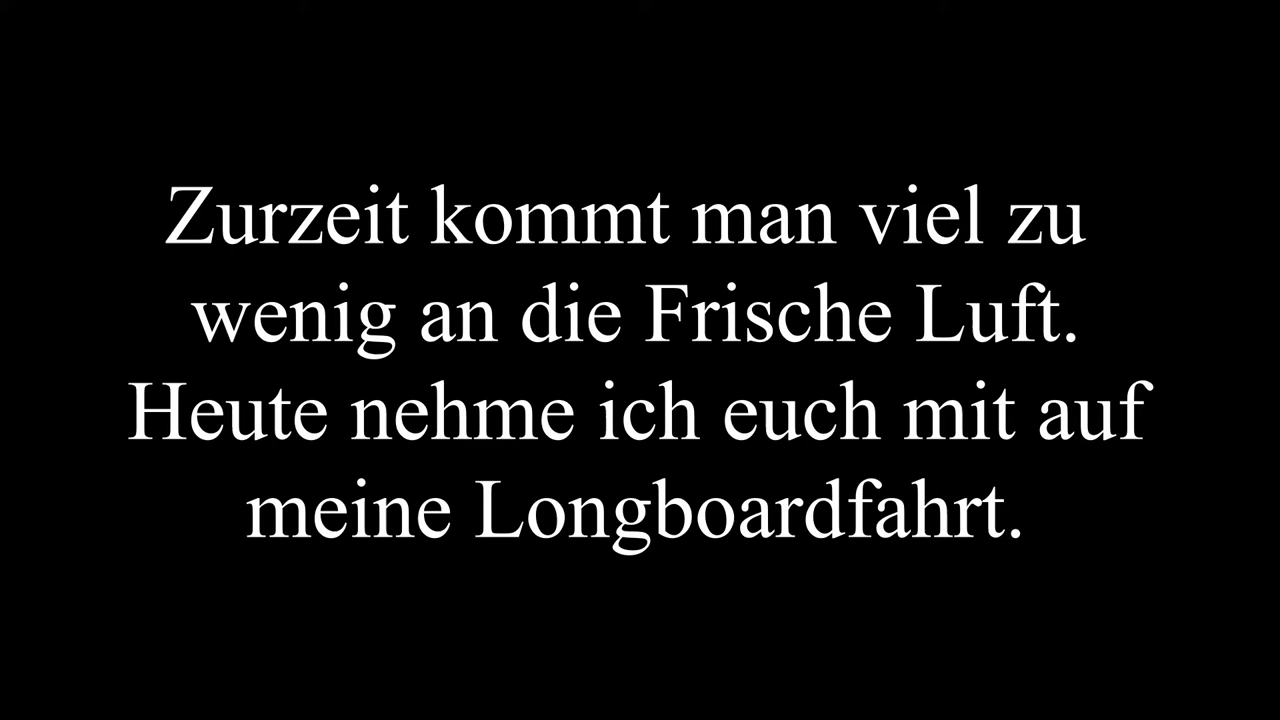 Zurzeit kommt man viel zu
wenig an die Frische Luft.
Heute nehme ich euch mit auf
meine Longboardfahrt.